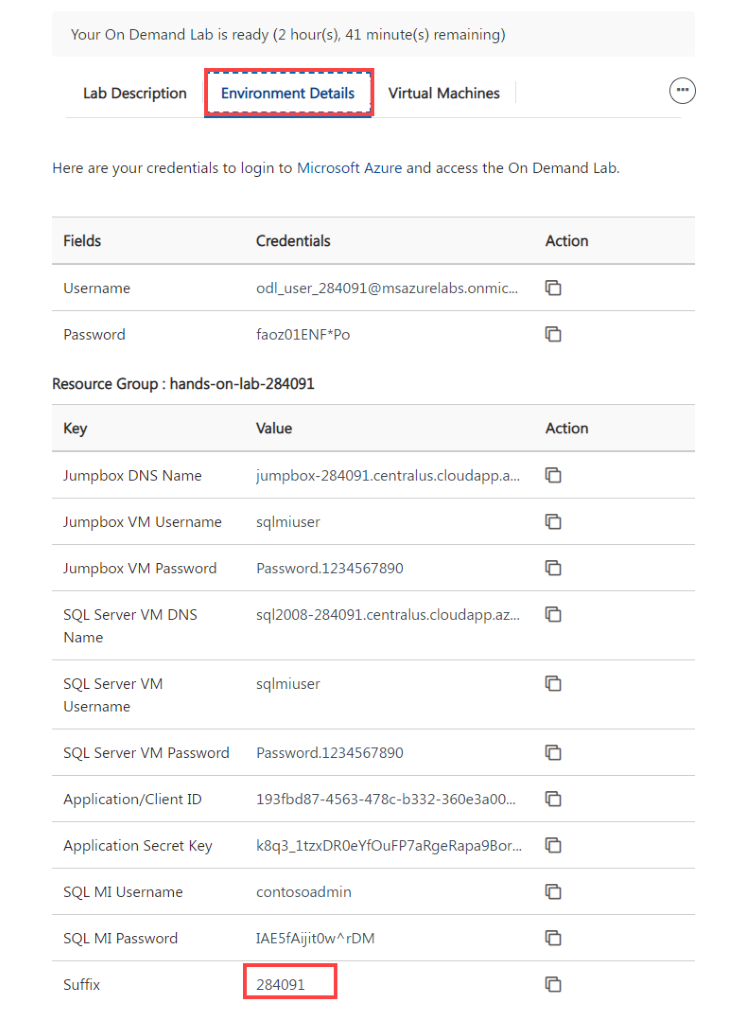 Your On Demand Lab is ready (2 hour(s), 41 minute(s) remaining)
Lab Description Environment Details Virtual Machines
Here are your credentials to login to Microsoft Azure and access the On Demand Lab.
Fields Credentials Action
Username odl_user_284091@msazurelabs.onmic...
Password faoz01ENF*Po
Resource Group : hands-on-lab-284091
Key Value Action
Jumpbox DNS Name jumpbox-284091.centralus.cloudapp.a...
Jumpbox VM Username sqlmiuser
Jumpbox VM Password Password.1234567890
SQL Server VM DNS sql2008-284091.centralus.cloudapp.az...
Name
SQL Server VM sqlmiuser
Username
SQL Server VM Password Password.1234567890
Application/Client ID 193fbd87-4563-478c-b332-360e3a00...
Application Secret Key k8q3_1tzxDR0eYfOuFP7aRgeRapa9Bor...
SQL MI Username contosoadmin
SQL MI Password IAE5fAijit0w^rDM
Suffix 284091